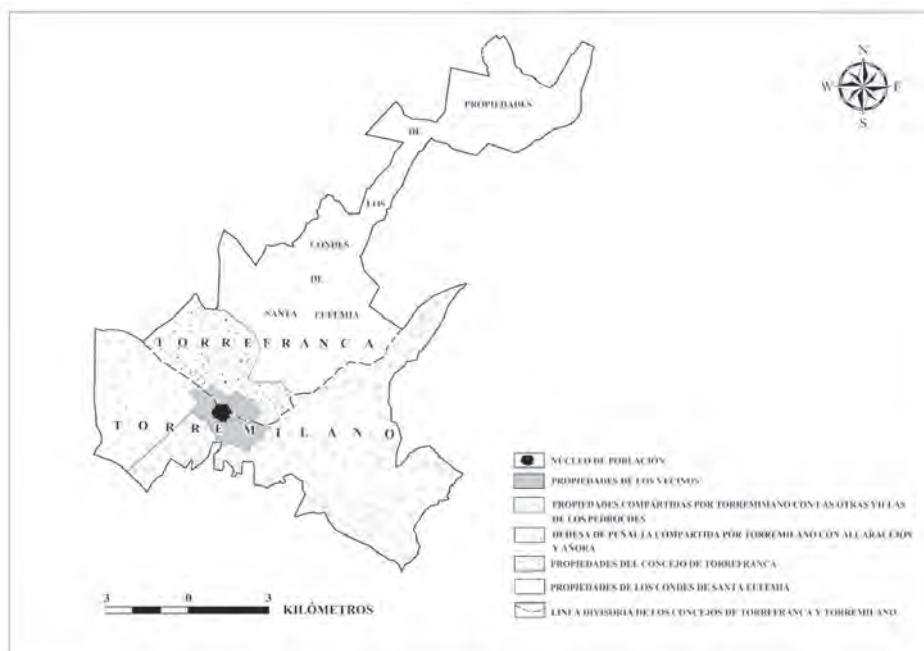 N
W E
S
PROPIEDADES
DE
LOS
CONDES
DE
SANTA EUFEMIA
TORREFRANCA
TORREMILANO
NÚCLEO DE POBLACIÓN
PROPIEDADES DE LOS VECINOS
PROPIEDADES COMPARTIDAS POR TORREMIMANO CON LAS OTRAS VILLAS
DE LOS PEDROCHES
DEHESA DE PEÑALLA COMPARTIDA POR TORREMILANO CON ALCARACEJOS
Y AÑORA
PROPIEDADES DEL CONCEJO DE TORREFRANCA
PROPIEDADES DE LOS CONDES DE SANTA EUFEMIA
LINEA DIVISORIA DE LOS CONCEJOS DE TORREFRANCA Y TORREMILANO
3 0 3
KILÓMETROS